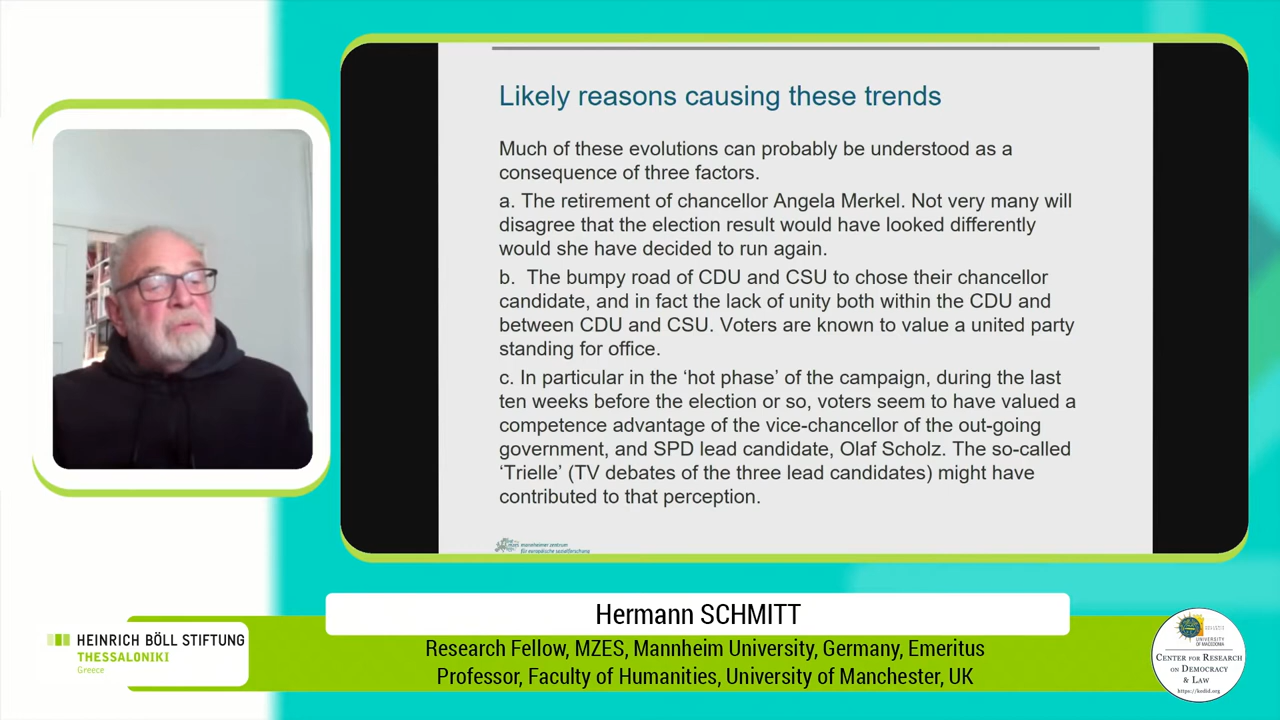 Likely reasons causing these trends
Much of these evolutions can probably be understood as a
consequence of three factors.
a. The retirement of chancellor Angela Merkel. Not very many will
disagree that the election result would have looked differently
would she have decided to run again.
b. The bumpy road of CDU and CSU to chose their chancellor
candidate, and in fact the lack of unity both within the CDU and
between CDU and CSU. Voters are known to value a united party
standing for office.
c. In particular in the ‘hot phase’ of the campaign, during the last
ten weeks before the election or so, voters seem to have valued a
competence advantage of the vice-chancellor of the out-going
government, and SPD lead candidate, Olaf Scholz. The so-called
‘Trielle’ (TV debates of the three lead candidates) might have
contributed to that perception.
mannheimer zentrum
für europäische sozialforschung
Hermann SCHMITT
Research Fellow, MZES, Mannheim University, Germany, Emeritus
Professor, Faculty of Humanities, University of Manchester, UK
HEINRICH BÖLL STIFTUNG
THESSALONIKI
Greece
UNIVERSITY
OF MACEDONIA
CENTER FOR RESEARCH
ON DEMOCRACY
& LAW
https://kedid.org